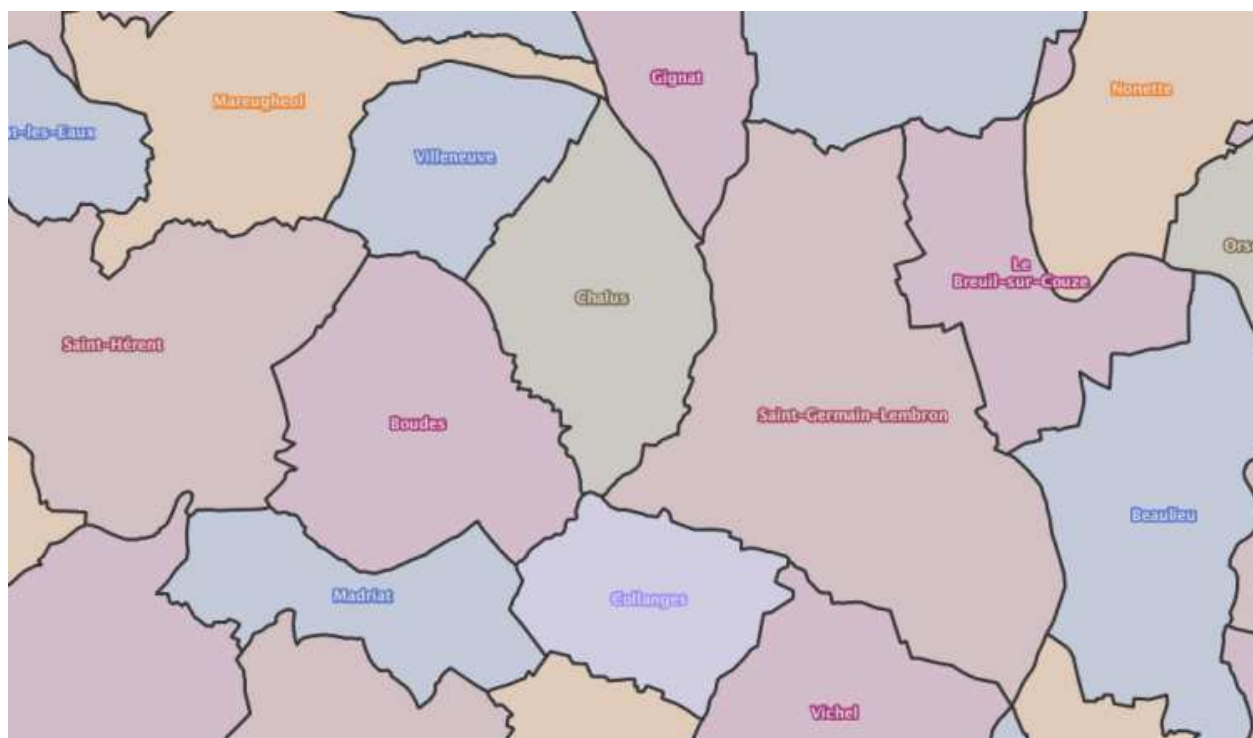 Gignat
Nonette
Mareugheol
t-les-Eaux
Villeneuve
Ors
Le
Breuil-sur-Couze
Chalus
Saint-Hérent
Saint-Germain-Lembron
Boudes
Beaulieu
Madriat
Collanges
Vichel